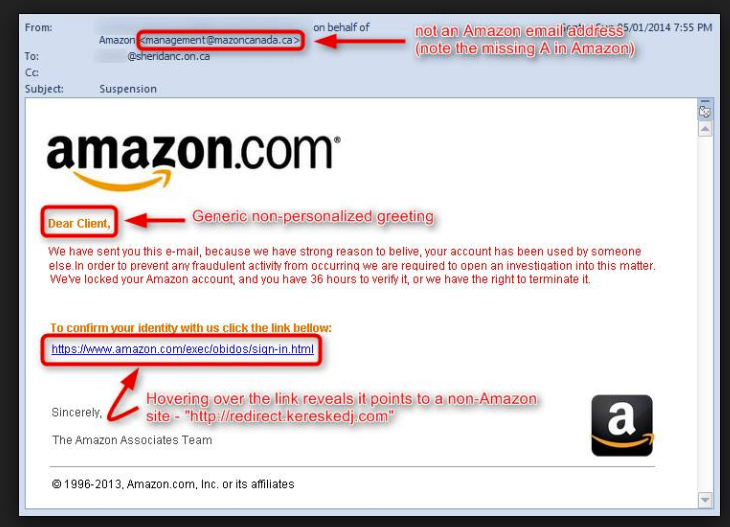 From: on behalf of
Amazon <management@mazoncanada.ca>
not an Amazon email address
(note the missing A in Amazon)
05/01/2014 7:55 PM
To: @sheridanc.on.ca
Cc:
Subject: Suspension
amazon.com®
Dear Client,
Generic non-personalized greeting
We have sent you this e-mail, because we have strong reason to belive, your account has been used by someone
else.In order to prevent any fraudulent activity from occurring we are required to open an investigation into this matter.
We've locked your Amazon account, and you have 36 hours to verify it, or we have the right to terminate it.
To confirm your identity with us click the link bellow:
https://www.amazon.com/exec/obidos/sign-in.html
Hovering over the link reveals it points to a non-Amazon
site - "http://redirect.kereskedj.com"
Sincerely,
The Amazon Associates Team
a
© 1996-2013, Amazon.com, Inc. or its affiliates